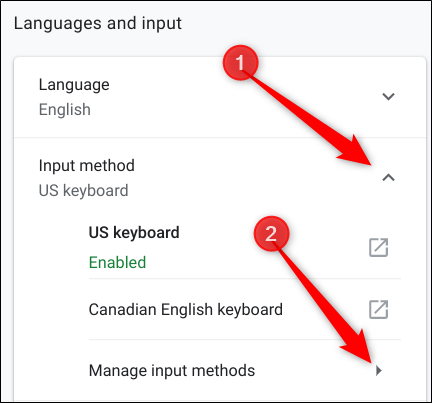 Languages and input
1
Language
English
Input method
US keyboard
2
US keyboard
Enabled
Canadian English keyboard
Manage input methods